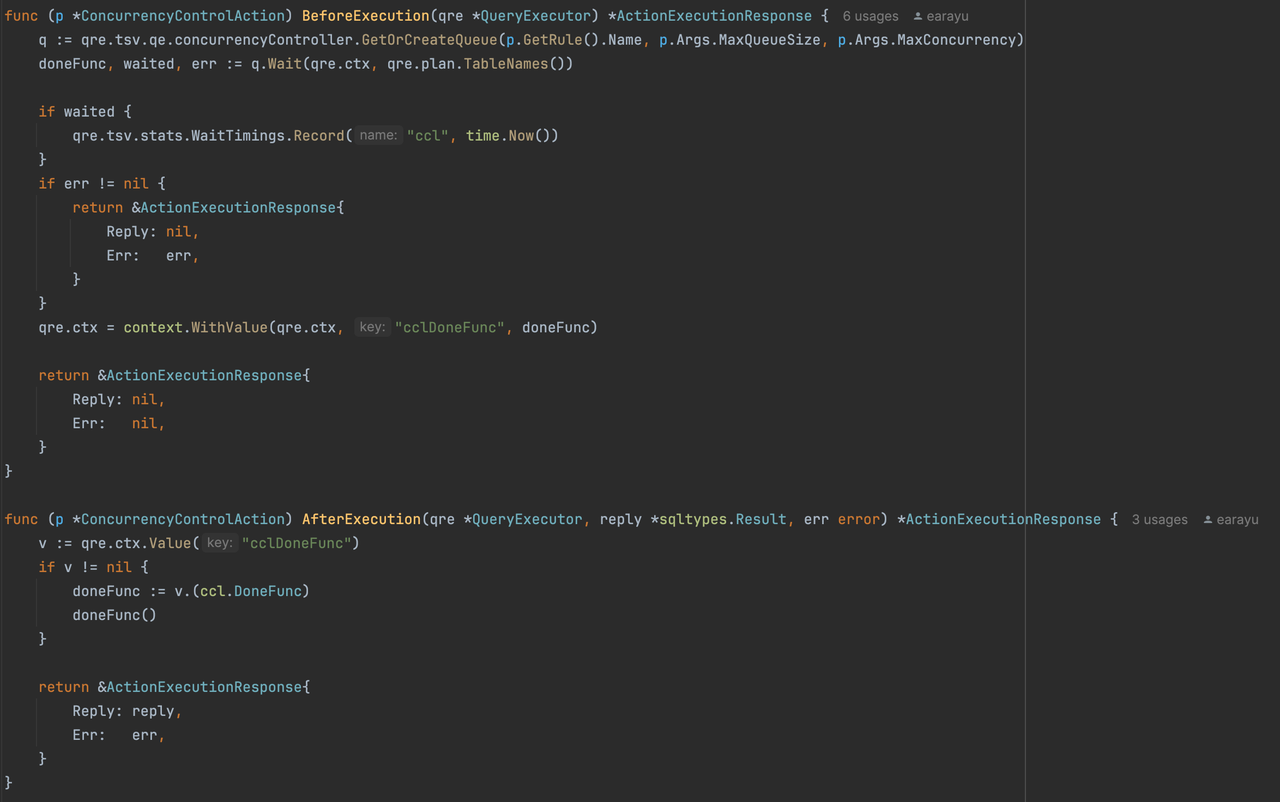 func (p *ConcurrencyControlAction) BeforeExecution(qre *QueryExecutor) *ActionExecutionResponse { 6 usages earayu
    q := qre.tsv.qe.concurrencyController.GetOrCreateQueue(p.GetRule().Name, p.Args.MaxQueueSize, p.Args.MaxConcurrency)
    doneFunc, waited, err := q.Wait(qre.ctx, qre.plan.TableNames())

    if waited {
        qre.tsv.stats.WaitTimings.Record( name: "ccl", time.Now())
    }
    if err != nil {
        return &ActionExecutionResponse{
            Reply: nil,
            Err:   err,
        }
    }
    qre.ctx = context.WithValue(qre.ctx, key: "cclDoneFunc", doneFunc)

    return &ActionExecutionResponse{
        Reply: nil,
        Err:   nil,
    }
}

func (p *ConcurrencyControlAction) AfterExecution(qre *QueryExecutor, reply *sqltypes.Result, err error) *ActionExecutionResponse { 3 usages earayu
    v := qre.ctx.Value( key: "cclDoneFunc")
    if v != nil {
        doneFunc := v.(ccl.DoneFunc)
        doneFunc()
    }

    return &ActionExecutionResponse{
        Reply: reply,
        Err:   err,
    }
}